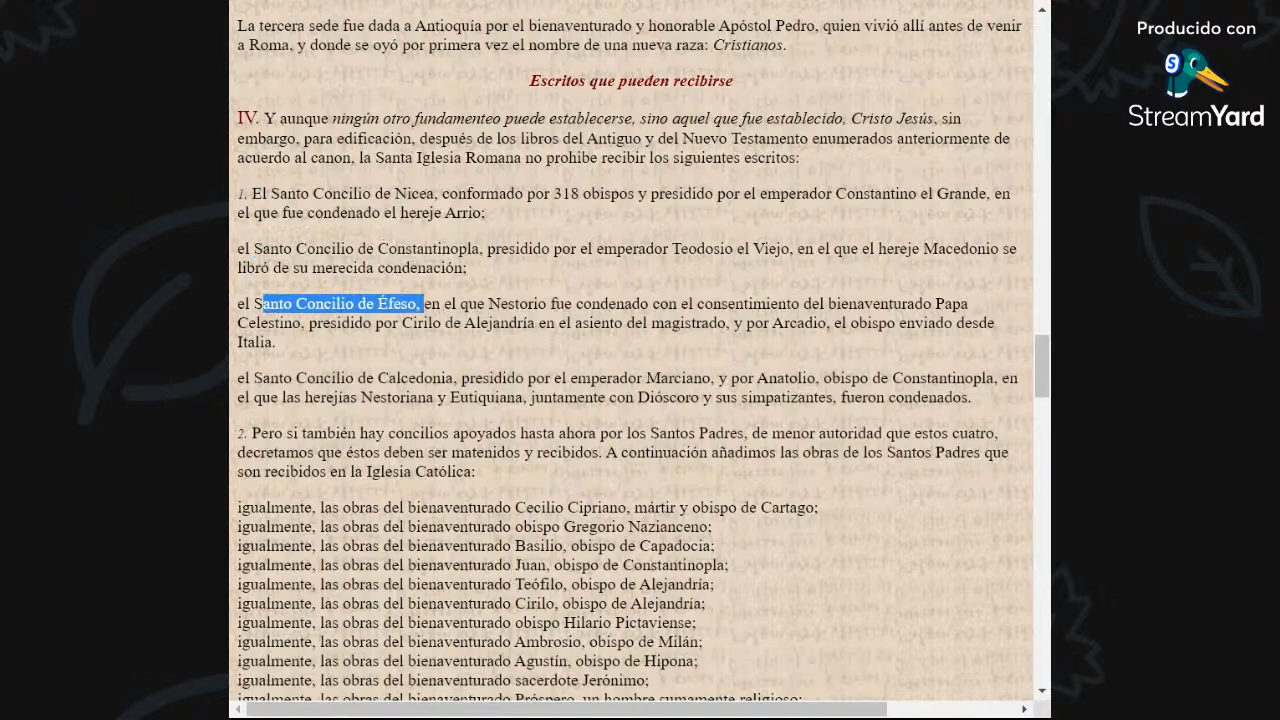 La tercera sede fue dada a Antioquía por el bienaventurado y honorable Apóstol Pedro, quien vivió allí antes de venir
a Roma, y donde se oyó por primera vez el nombre de una nueva raza: Cristianos.
Escritos que pueden recibirse
IV. Y aunque ningún otro fundamenteo puede establecerse, sino aquel que fue establecido, Cristo Jesús, sin
embargo, para edificación, después de los libros del Antiguo y del Nuevo Testamento enumerados anteriormente de
acuerdo al canon, la Santa Iglesia Romana no prohibe recibir los siguientes escritos:
1. El Santo Concilio de Nicea, conformado por 318 obispos y presidido por el emperador Constantino el Grande, en
el que fue condenado el hereje Arrio;
el Santo Concilio de Constantinopla, presidido por el emperador Teodosio el Viejo, en el que el hereje Macedonio se
libró de su merecida condenación;
el Santo Concilio de Éfeso, en el que Nestorio fue condenado con el consentimiento del bienaventurado Papa
Celestino, presidido por Cirilo de Alejandría en el asiento del magistrado, y por Arcadio, el obispo enviado desde
Italia.
el Santo Concilio de Calcedonia, presidido por el emperador Marciano, y por Anatolio, obispo de Constantinopla, en
el que las herejías Nestoriana y Eutiquiana, juntamente con Dióscoro y sus simpatizantes, fueron condenados.
2. Pero si también hay concilios apoyados hasta ahora por los Santos Padres, de menor autoridad que estos cuatro,
decretamos que éstos deben ser matenidos y recibidos. A continuación añadimos las obras de los Santos Padres que
son recibidos en la Iglesia Católica:
igualmente, las obras del bienaventurado Cecilio Cipriano, mártir y obispo de Cartago;
igualmente, las obras del bienaventurado obispo Gregorio Nazianceno;
igualmente, las obras del bienaventurado Basilio, obispo de Capadocia;
igualmente, las obras del bienaventurado Juan, obispo de Constantinopla;
igualmente, las obras del bienaventurado Teófilo, obispo de Alejandría;
igualmente, las obras del bienaventurado Cirilo, obispo de Alejandría;
igualmente, las obras del bienaventurado obispo Hilario Pictaviense;
igualmente, las obras del bienaventurado Ambrosio, obispo de Milán;
igualmente, las obras del bienaventurado Agustín, obispo de Hipona;
igualmente, las obras del bienaventurado sacerdote Jerónimo;
igualmente, las obras del bienaventurado Próspero, un hombre sumamente religioso;
Producido con
S
StreamYard